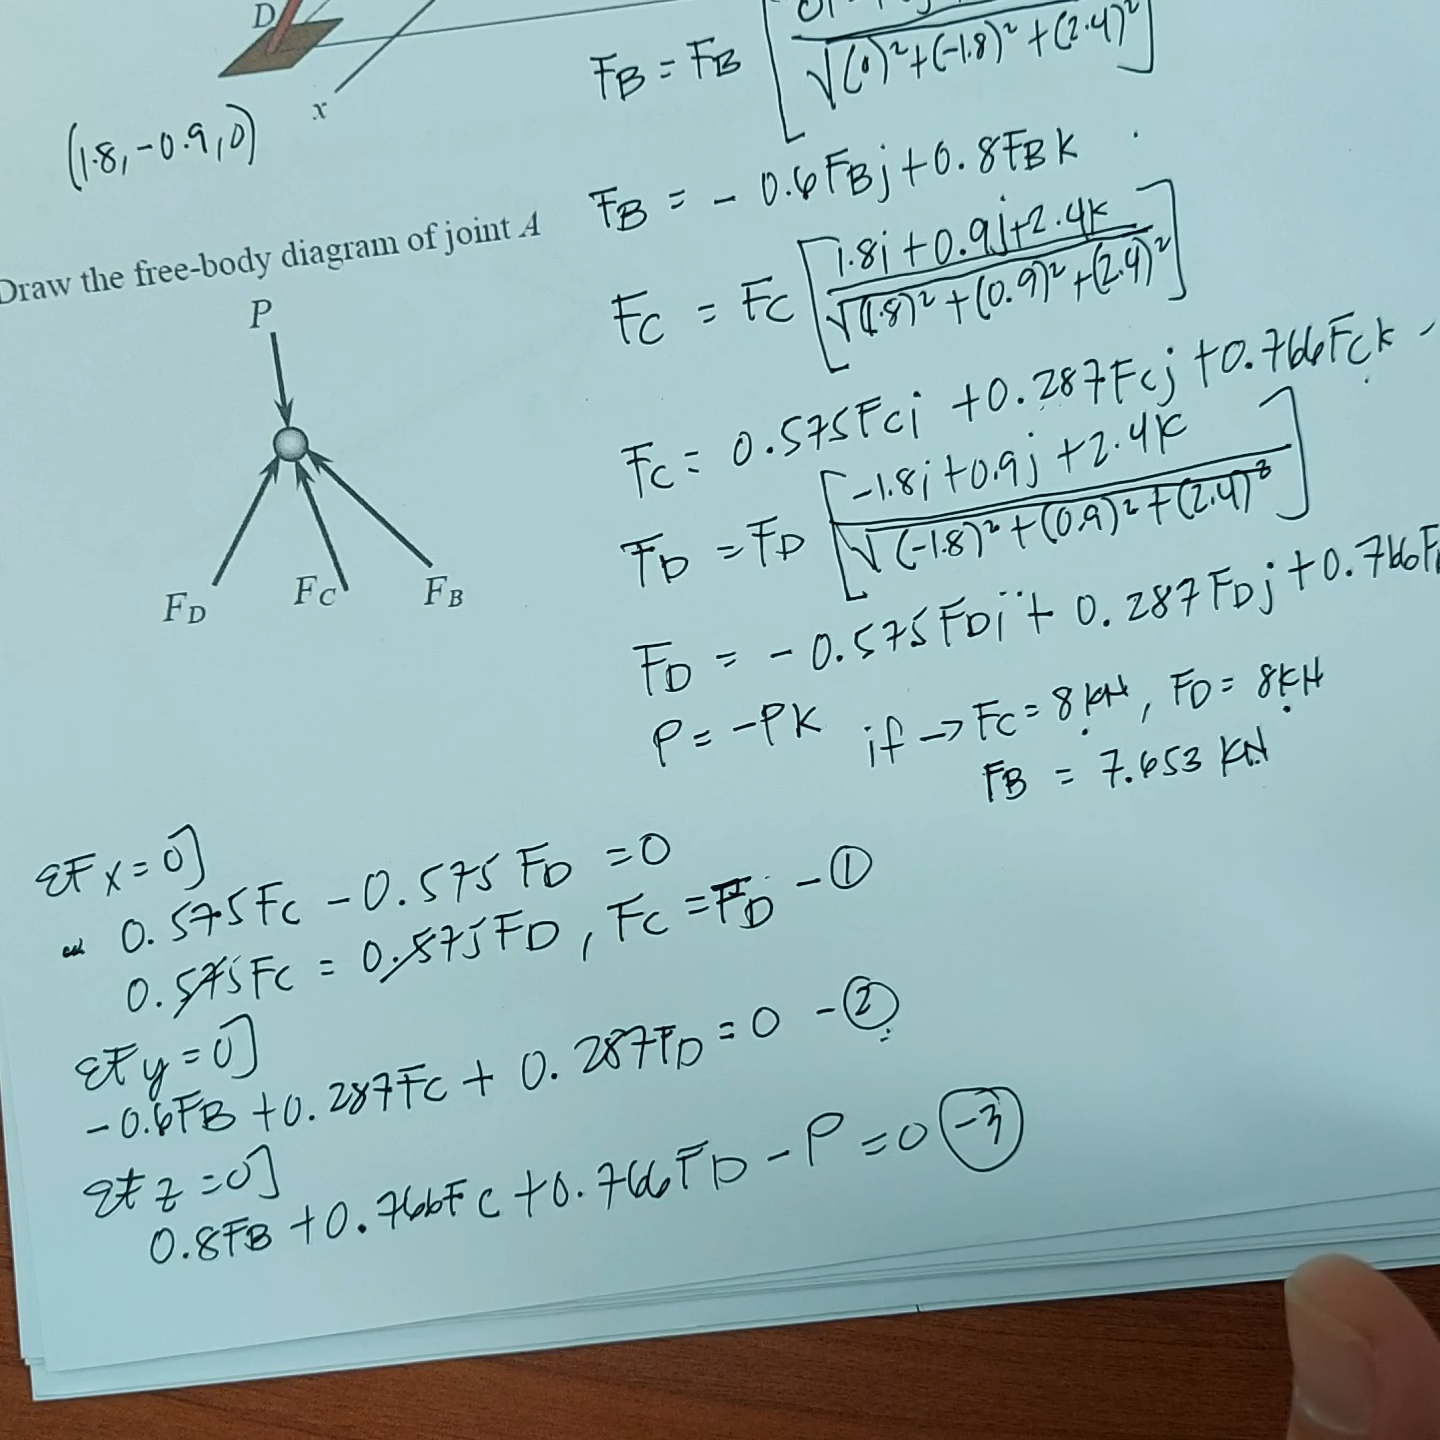 D
x
(1.8, -0.9, 0)
FB = FB [ / √(0)² + (-1.8)² + (2.4)² ]
FB = - 0.6FBj + 0.8FBK
Draw the free-body diagram of joint A
FC = FC [ 1.8i + 0.9j + 2.4K / √(1.8)² + (0.9)² + (2.4)² ]
P
FC = 0.575FCi + 0.287FCj + 0.766FCK
FD = FD [ -1.8i + 0.9j + 2.4K / √(-1.8)² + (0.9)² + (2.4)² ]
FD FC FB
FD = - 0.575FDi + 0.287FDj + 0.766F
P = -PK
if → FC = 8KN, FD = 8KN
FB = 7.653 KN
ΣFx = 0]
0.575FC - 0.575FD = 0
0.575FC = 0.575FD, FC = FD - ①
ΣFy = 0]
-0.6FB + 0.287FC + 0.287FD = 0 - ②
ΣFz = 0]
0.8FB + 0.766FC + 0.766FD - P = 0 -3